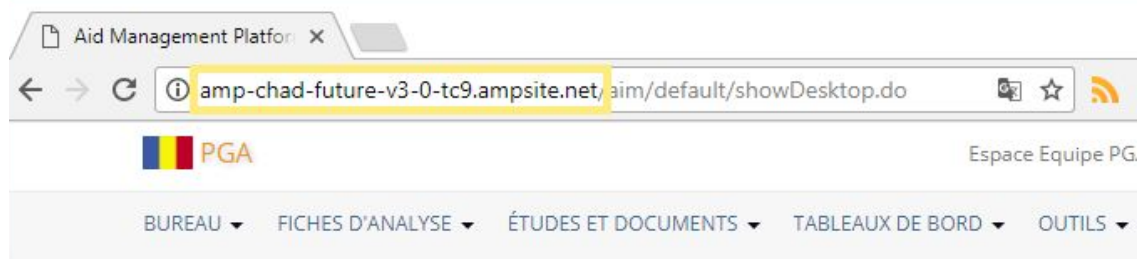 Aid Management Platfor
amp-chad-future-v3-0-tc9.ampsite.net/aim/default/showDesktop.do
PGA Espace Equipe PGA
BUREAU FICHES D'ANALYSE ÉTUDES ET DOCUMENTS TABLEAUX DE BORD OUTILS